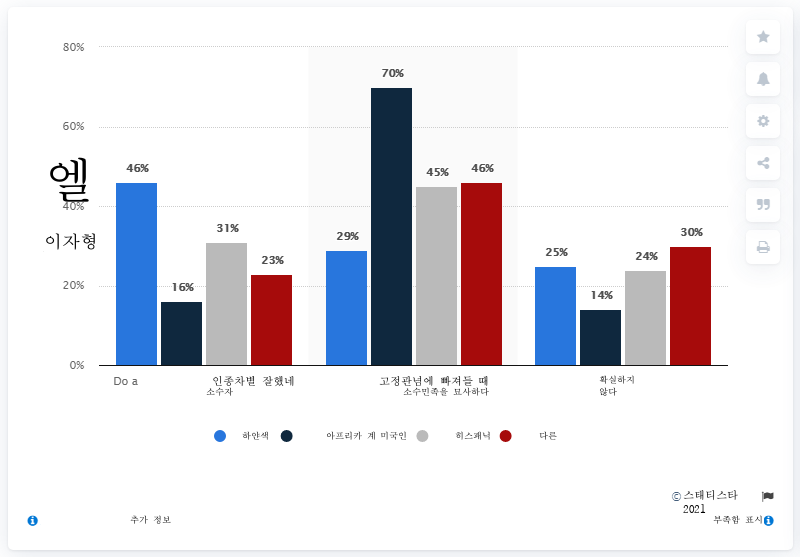 80%
60%
40%
20%
0%
엘
이자형
46%
16%
31%
23%
29%
70%
45%
46%
25%
14%
24%
30%
Do a 인종차별 잘했네
소수자
고정관념에 빠져들 때
소수민족을 묘사하다
확실하지
않다
하얀색 아프리카 계 미국인 히스패닉 다른
© 스태티스타
2021
추가 정보
부족함 표시